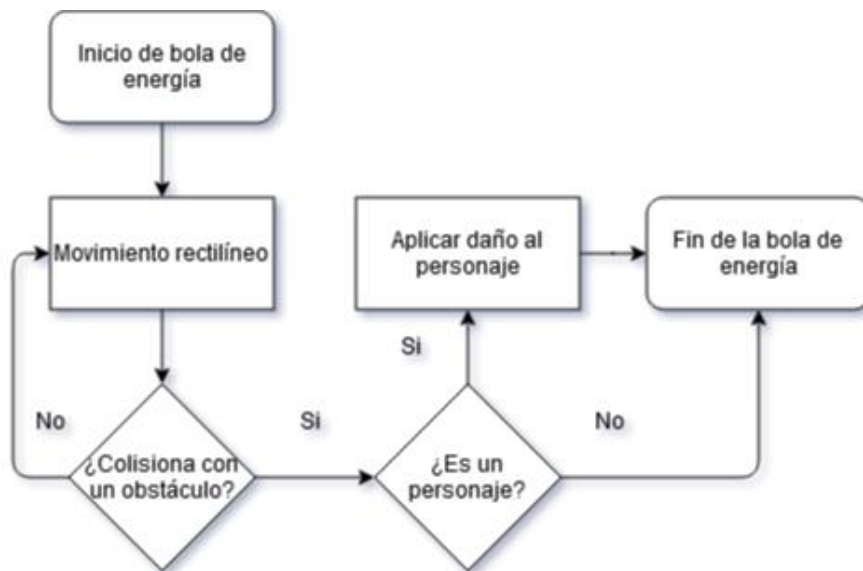 Inicio de bola de
energía
Movimiento rectilíneo
Aplicar daño al
personaje
Fin de la bola de
energía
Si
No
Si
No
¿Colisiona con
un obstáculo?
¿Es un
personaje?